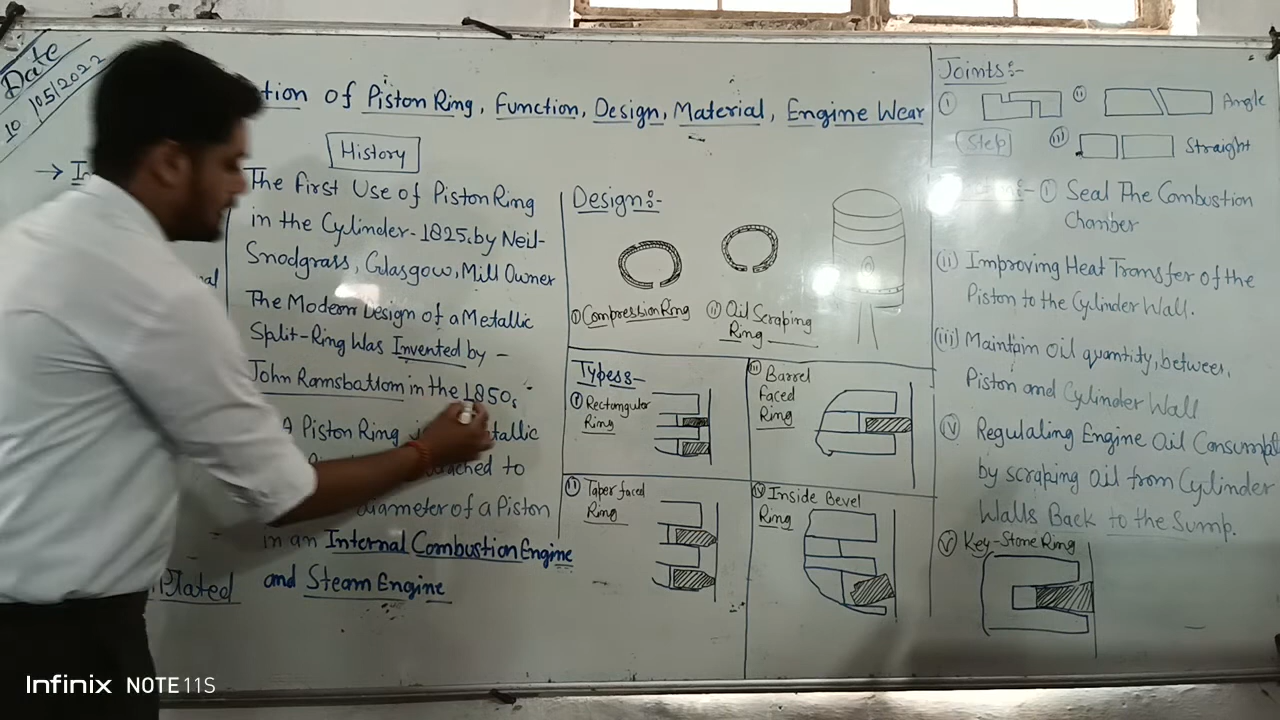 Date
10/05/2022
tion of Piston Ring, Function, Design, Material, Engine Wear
History
The First Use of Piston Ring
in the Cylinder-1825, by Neil-
Snodgrass, Glasgow, Mill Owner
The Modern Design of a Metallic
Split-Ring Was Invented by -
John Ramsbattom in the 1850s
A Piston Ring is tallic
ached to
diameter of a Piston
in an Internal Combustion Engine
and Steam Engine
Plated
Design:-
(i) Compression Ring
(ii) Oil Scraping
Ring
Types:-
(i) Rectangular
Ring
(ii) Taper faced
Ring
(iii) Barrel
faced
Ring
(iv) Inside Bevel
Ring
Joints:-
(i)
Step
(ii)
Angle
(iii)
Straight
(i) Seal The Combustion
Chamber
(ii) Improving Heat Transfer of the
Piston to the Cylinder Wall.
(iii) Maintain oil quantity, between,
Piston and Cylinder Wall
(iv) Regulaling Engine Oil Consumpt
by scraping oil from Cylinder
Walls Back to the Sump.
(v) Key-Stone Ring
Infinix NOTE 11S